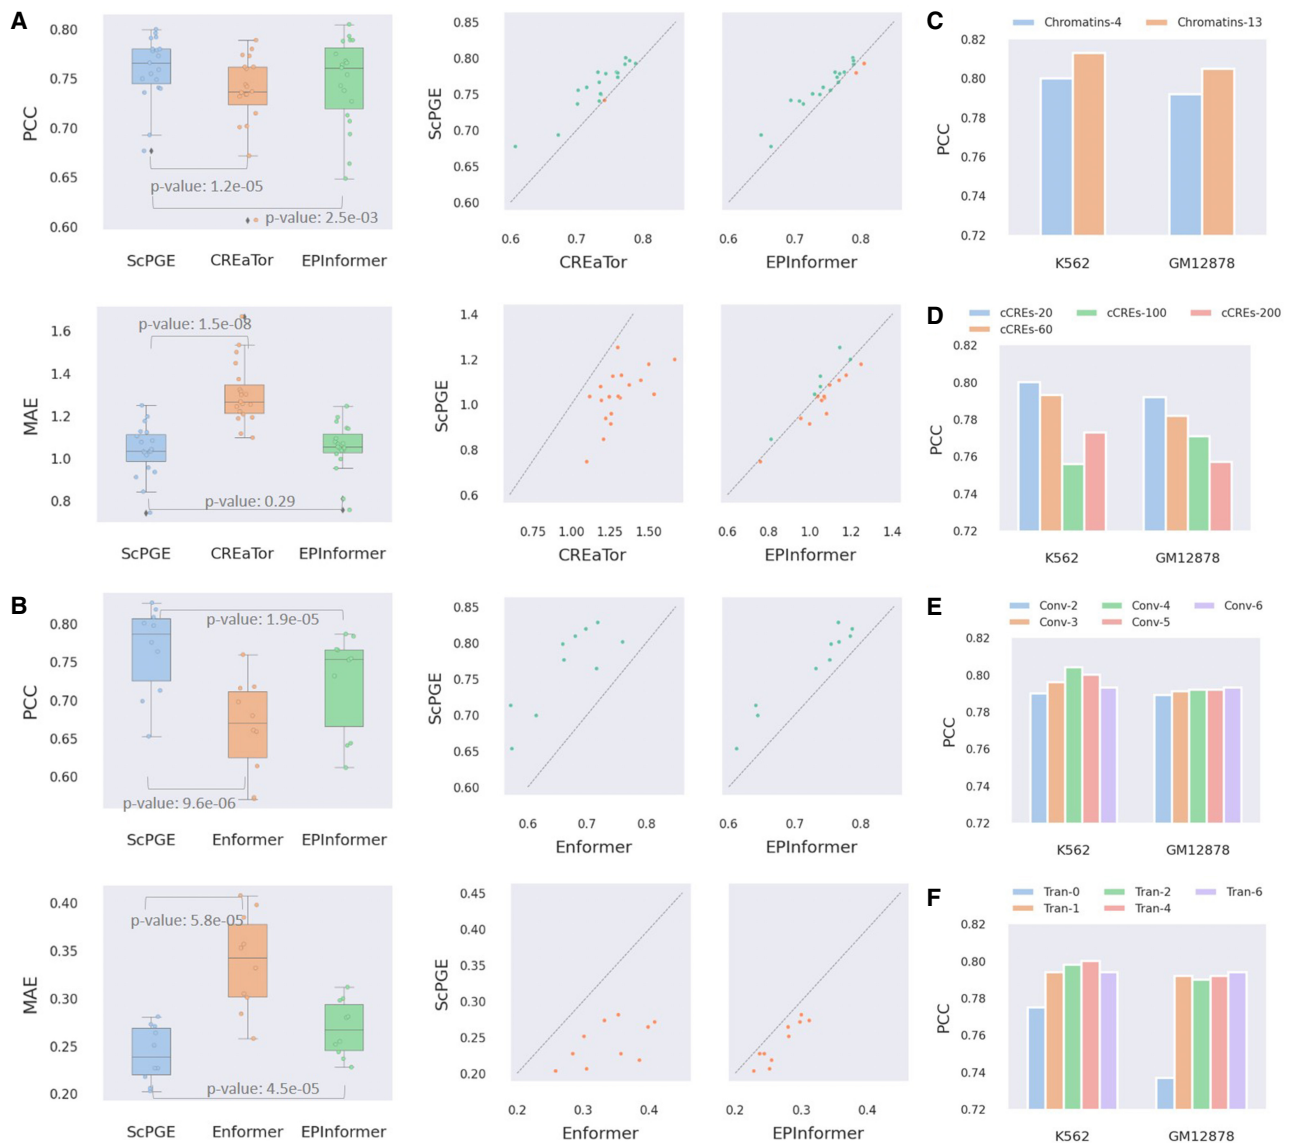 A
PCC
0.80
0.75
0.70
0.65
0.60
p-value: 1.2e-05
p-value: 2.5e-03
ScPGE CREaTor EPInformer
ScPGE
0.85
0.80
0.75
0.70
0.65
0.60
0.6 0.7 0.8
CREaTor
0.6 0.7 0.8
EPInformer
MAE
1.6
1.4
1.2
1.0
0.8
p-value: 1.5e-08
p-value: 0.29
ScPGE CREaTor EPInformer
ScPGE
1.4
1.2
1.0
0.8
0.6
0.75 1.00 1.25 1.50
CREaTor
0.6 0.8 1.0 1.2 1.4
EPInformer
B
PCC
0.80
0.75
0.70
0.65
0.60
p-value: 1.9e-05
p-value: 9.6e-06
ScPGE Enformer EPInformer
ScPGE
0.85
0.80
0.75
0.70
0.65
0.60
0.6 0.7 0.8
Enformer
0.6 0.7 0.8
EPInformer
MAE
0.40
0.35
0.30
0.25
0.20
p-value: 5.8e-05
p-value: 4.5e-05
ScPGE Enformer EPInformer
ScPGE
0.45
0.40
0.35
0.30
0.25
0.20
0.2 0.3 0.4
Enformer
0.2 0.3 0.4
EPInformer
C
Chromatins-4 Chromatins-13
PCC
0.82
0.80
0.78
0.76
0.74
0.72
K562 GM12878
D
cCREs-20 cCREs-100 cCREs-200
cCREs-60
PCC
0.82
0.80
0.78
0.76
0.74
0.72
K562 GM12878
E
Conv-2 Conv-4 Conv-6
Conv-3 Conv-5
PCC
0.82
0.80
0.78
0.76
0.74
0.72
K562 GM12878
F
Tran-0 Tran-2 Tran-6
Tran-1 Tran-4
PCC
0.82
0.80
0.78
0.76
0.74
0.72
K562 GM12878